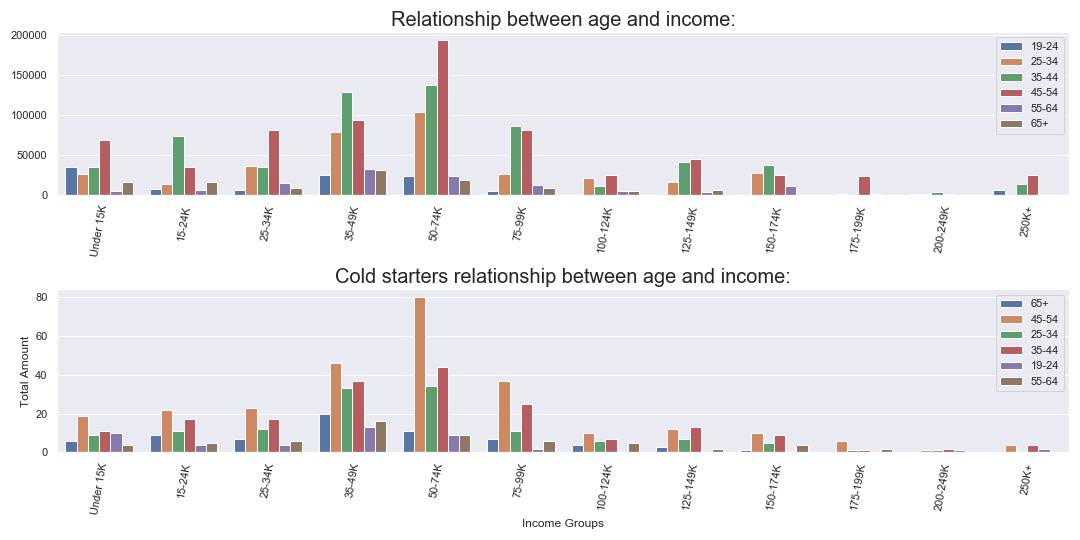 Relationship between age and income:
200000
150000
100000
50000
0
19-24
25-34
35-44
45-54
55-64
65+
Under 15K
15-24K
25-34K
35-49K
50-74K
75-99K
100-124K
125-149K
150-174K
175-199K
200-249K
250K+
Cold starters relationship between age and income:
Total Amount
80
60
40
20
0
65+
45-54
25-34
35-44
19-24
55-64
Under 15K
15-24K
25-34K
35-49K
50-74K
75-99K
100-124K
125-149K
150-174K
175-199K
200-249K
250K+
Income Groups